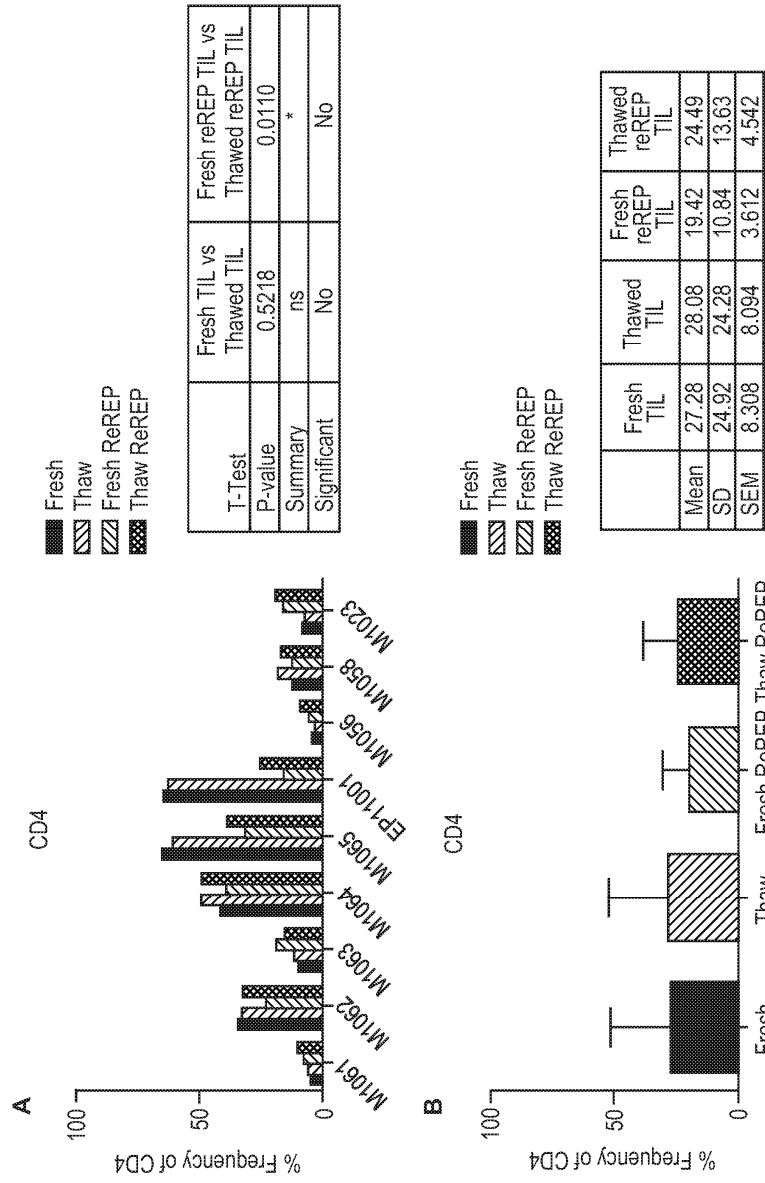 A
CD4
% Frequency of CD4
100
50
0
M1061
M1062
M1063
M1064
M1065
EP11001
M1056
M1058
M1023
Fresh
Thaw
Fresh ReREP
Thaw ReREP
T-Test
Fresh TIL vs
Thawed TIL
Fresh reREP TIL vs
Thawed reREP TIL
P-value 0.5218 0.0110
Summary ns *
Significant No No
B
CD4
% Frequency of CD4
100
50
0
Fresh Thaw Fresh ReREP Thaw ReREP
Fresh
Thaw
Fresh ReREP
Thaw ReREP
Fresh
TIL
Thawed
TIL
Fresh
reREP
TIL
Thawed
reREP
TIL
Mean 27.28 28.08 19.42 24.49
SD 24.92 24.28 10.84 13.63
SEM 8.308 8.094 3.612 4.542